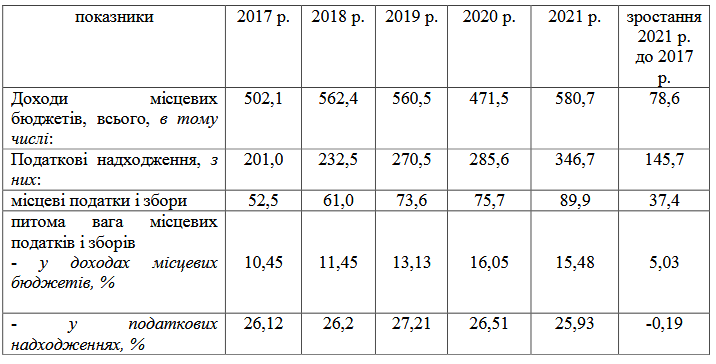 показники 2017 р. 2018 р. 2019 р. 2020 р. 2021 р. зростання
2021 р.
до 2017
р.
Доходи місцевих 502,1 562,4 560,5 471,5 580,7 78,6
бюджетів, всього, в тому
числі:
Податкові надходження, з 201,0 232,5 270,5 285,6 346,7 145,7
них:
місцеві податки і збори 52,5 61,0 73,6 75,7 89,9 37,4
питома вага місцевих
податків і зборів
- у доходах місцевих 10,45 11,45 13,13 16,05 15,48 5,03
бюджетів, %
- у податкових 26,12 26,2 27,21 26,51 25,93 -0,19
надходженнях, %